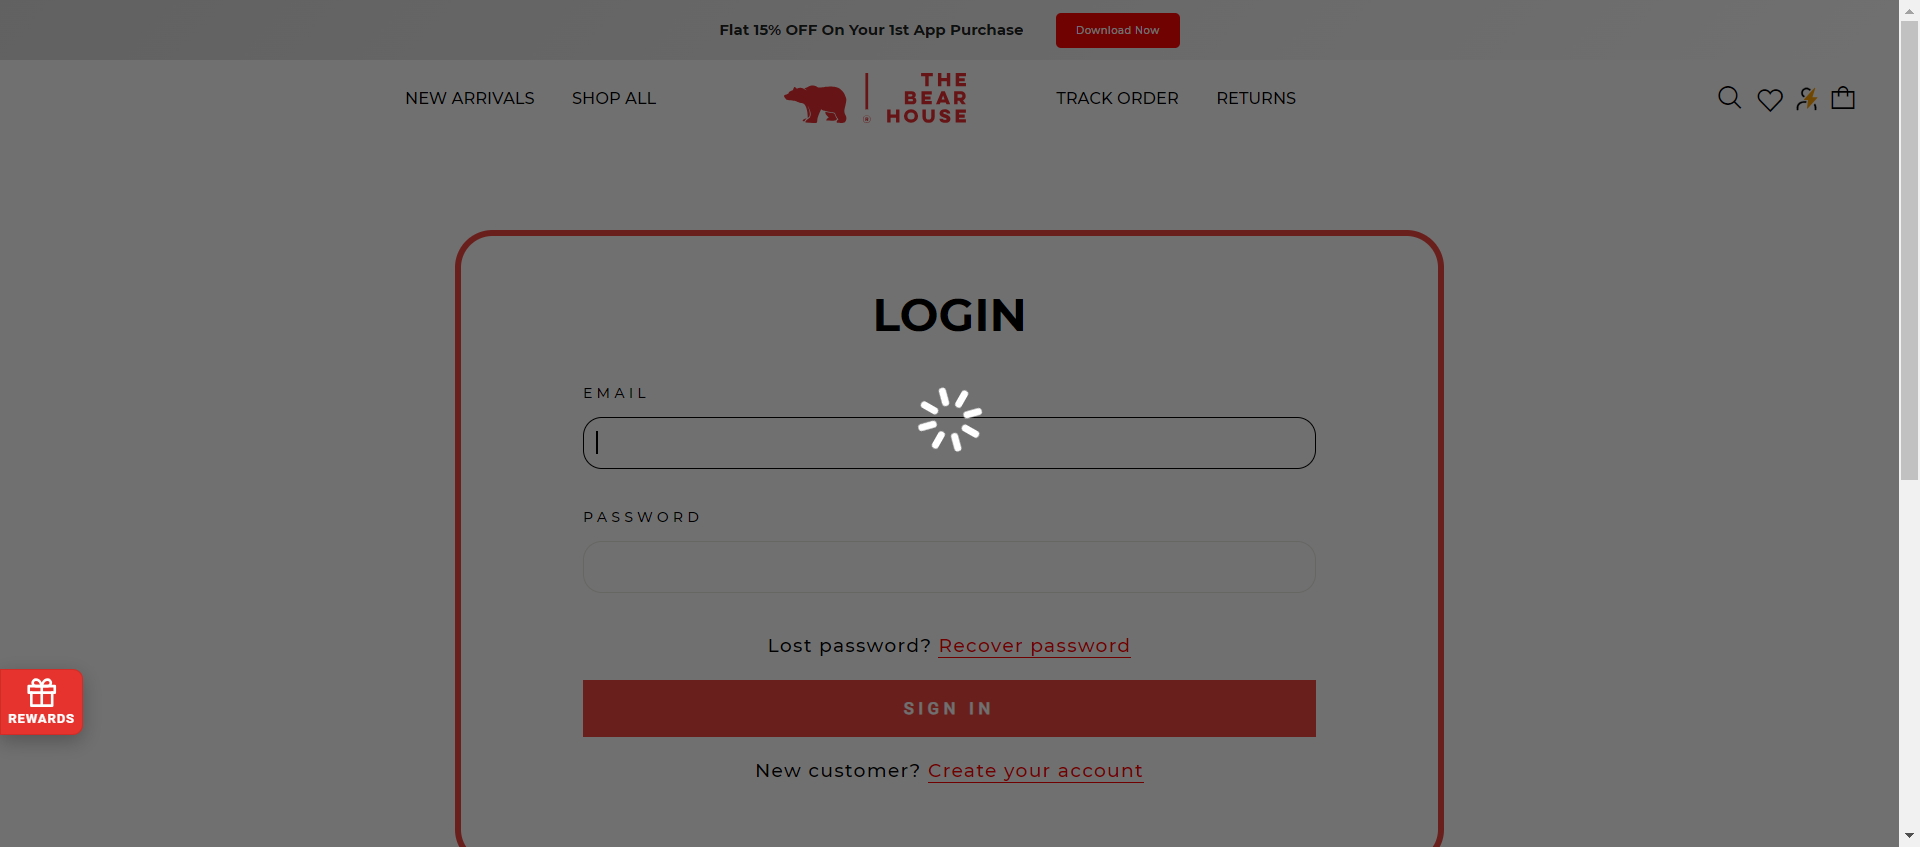 Flat 15% OFF On Your 1st App Purchase
Download Now
NEW ARRIVALS
SHOP ALL
THE
BEAR
HOUSE
TRACK ORDER
RETURNS
LOGIN
EMAIL
PASSWORD
Lost password? Recover password
SIGN IN
New customer? Create your account
REWARDS